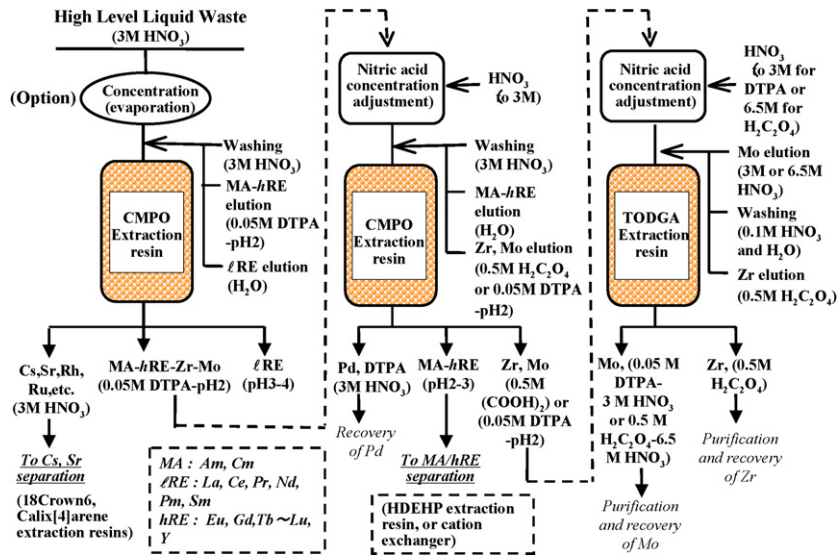 High Level Liquid Waste
(3M HNO₃)
(Option)
Concentration
(evaporation)
Washing
(3M HNO₃)
MA-hRE
elution
(0.05M DTPA
-pH2)
ℓRE elution
(H₂O)
CMPO
Extraction
resin
Cs,Sr,Rh,
Ru,etc.
(3M HNO₃)
MA-hRE-Zr-Mo
(0.05M DTPA-pH2)
ℓRE
(pH3-4)
To Cs, Sr
separation
(18Crown6,
Calix[4]arene
extraction resins)
MA : Am, Cm
ℓRE : La, Ce, Pr, Nd,
Pm, Sm
hRE : Eu, Gd,Tb～Lu,
Y
Nitric acid
concentration
adjustment)
HNO₃
(to 3M)
Washing
(3M HNO₃)
MA-hRE
elution
(H₂O)
Zr, Mo elution
(0.5M H₂C₂O₄
or 0.05M DTPA
-pH2)
CMPO
Extraction
resin
Pd, DTPA
(3M HNO₃)
MA-hRE
(pH2-3)
Zr, Mo
(0.5M
(COOH)₂) or
(0.05M DTPA
-pH2)
Recovery
of Pd
To MA/hRE
separation
(HDEHP extraction
resin, or cation
exchanger)
Nitric acid
concentration
adjustment)
HNO₃
(to 3M for
DTPA or
6.5M for
H₂C₂O₄)
Mo elution
(3M or 6.5M
HNO₃)
Washing
(0.1M HNO₃
and H₂O)
Zr elution
(0.5M H₂C₂O₄)
TODGA
Extraction
resin
Mo, (0.05 M
DTPA-
3 M HNO₃
or 0.5 M
H₂C₂O₄-6.5
M HNO₃)
Zr, (0.5M
H₂C₂O₄)
Purification
and recovery
of Mo
Purification
and recovery
of Zr